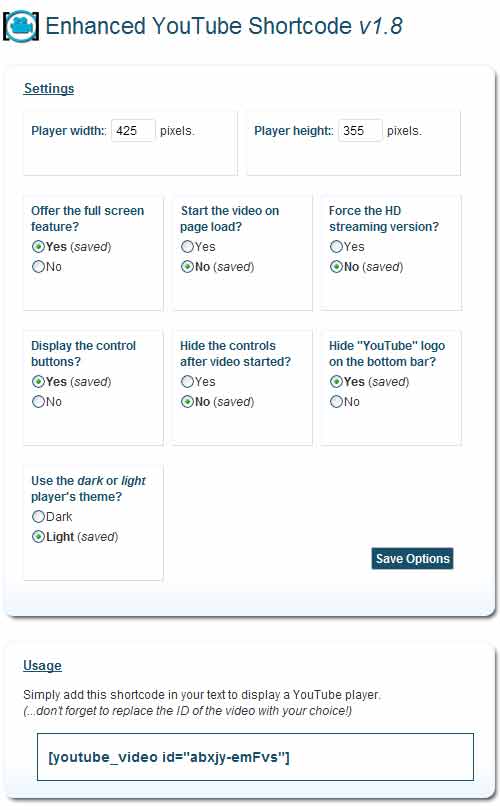 Enhanced YouTube Shortcode v1.8
Settings
Player width: 425 pixels.
Player height: 355 pixels.
Offer the full screen
feature?
Yes (saved)
No
Start the video on
page load?
Yes
No (saved)
Force the HD
streaming version?
Yes
No (saved)
Display the control
buttons?
Yes (saved)
No
Hide the controls
after video started?
Yes
No (saved)
Hide "YouTube" logo
on the bottom bar?
Yes (saved)
No
Use the dark or light
player's theme?
Dark
Light (saved)
Save Options
Usage
Simply add this shortcode in your text to display a YouTube player.
(...don't forget to replace the ID of the video with your choice!)
[youtube_video id="abxjy-emFvs"]